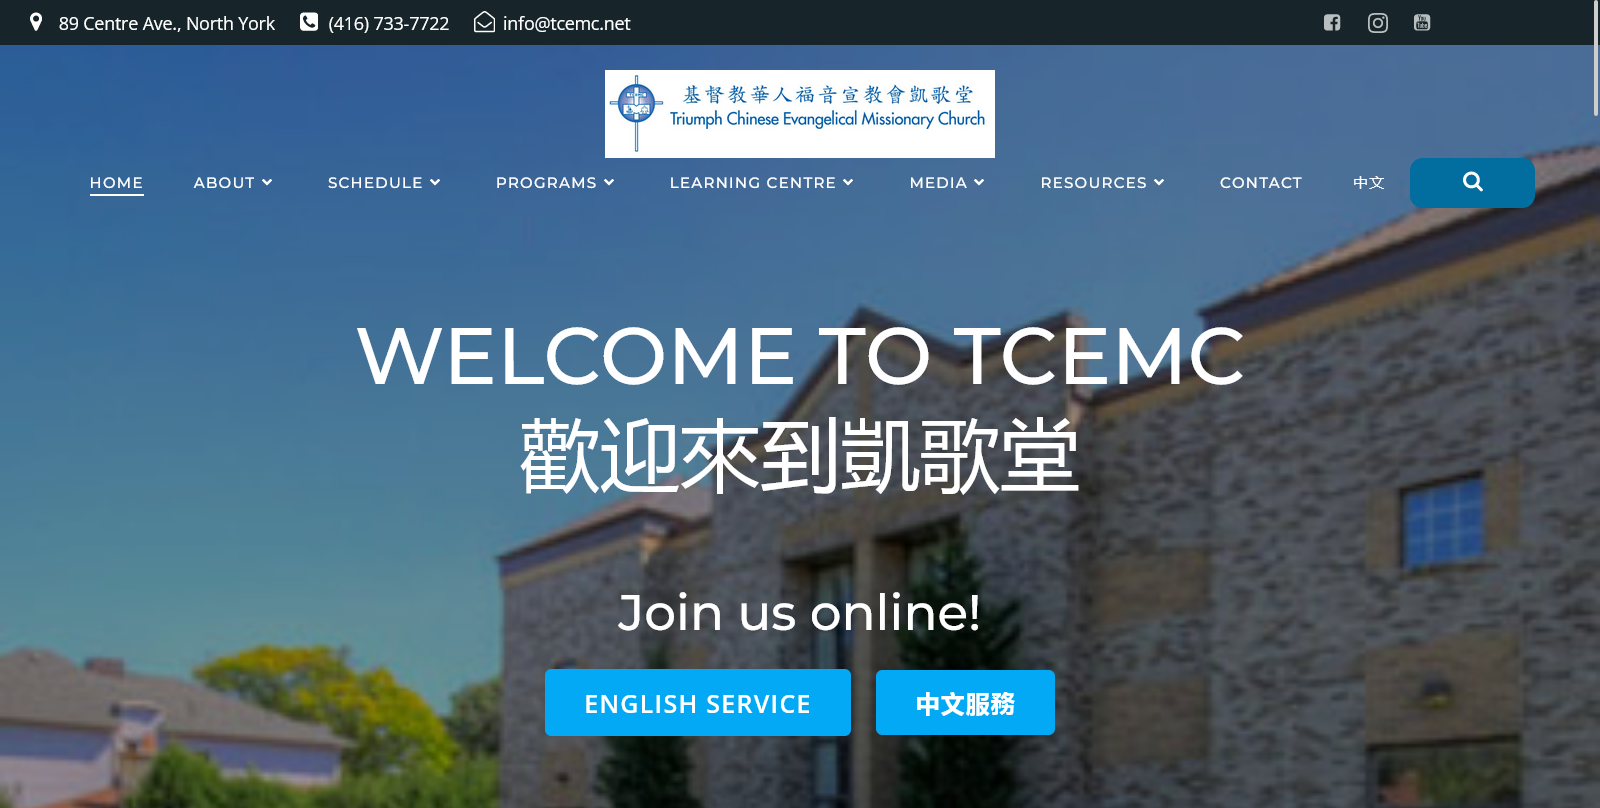 89 Centre Ave., North York (416) 733-7722 info@tcemc.net
基督教華人福音宣教會凱歌堂
Triumph Chinese Evangelical Missionary Church
HOME ABOUT SCHEDULE PROGRAMS LEARNING CENTRE MEDIA RESOURCES CONTACT 中文
WELCOME TO TCEMC
歡迎來到凱歌堂
Join us online!
ENGLISH SERVICE 中文服務